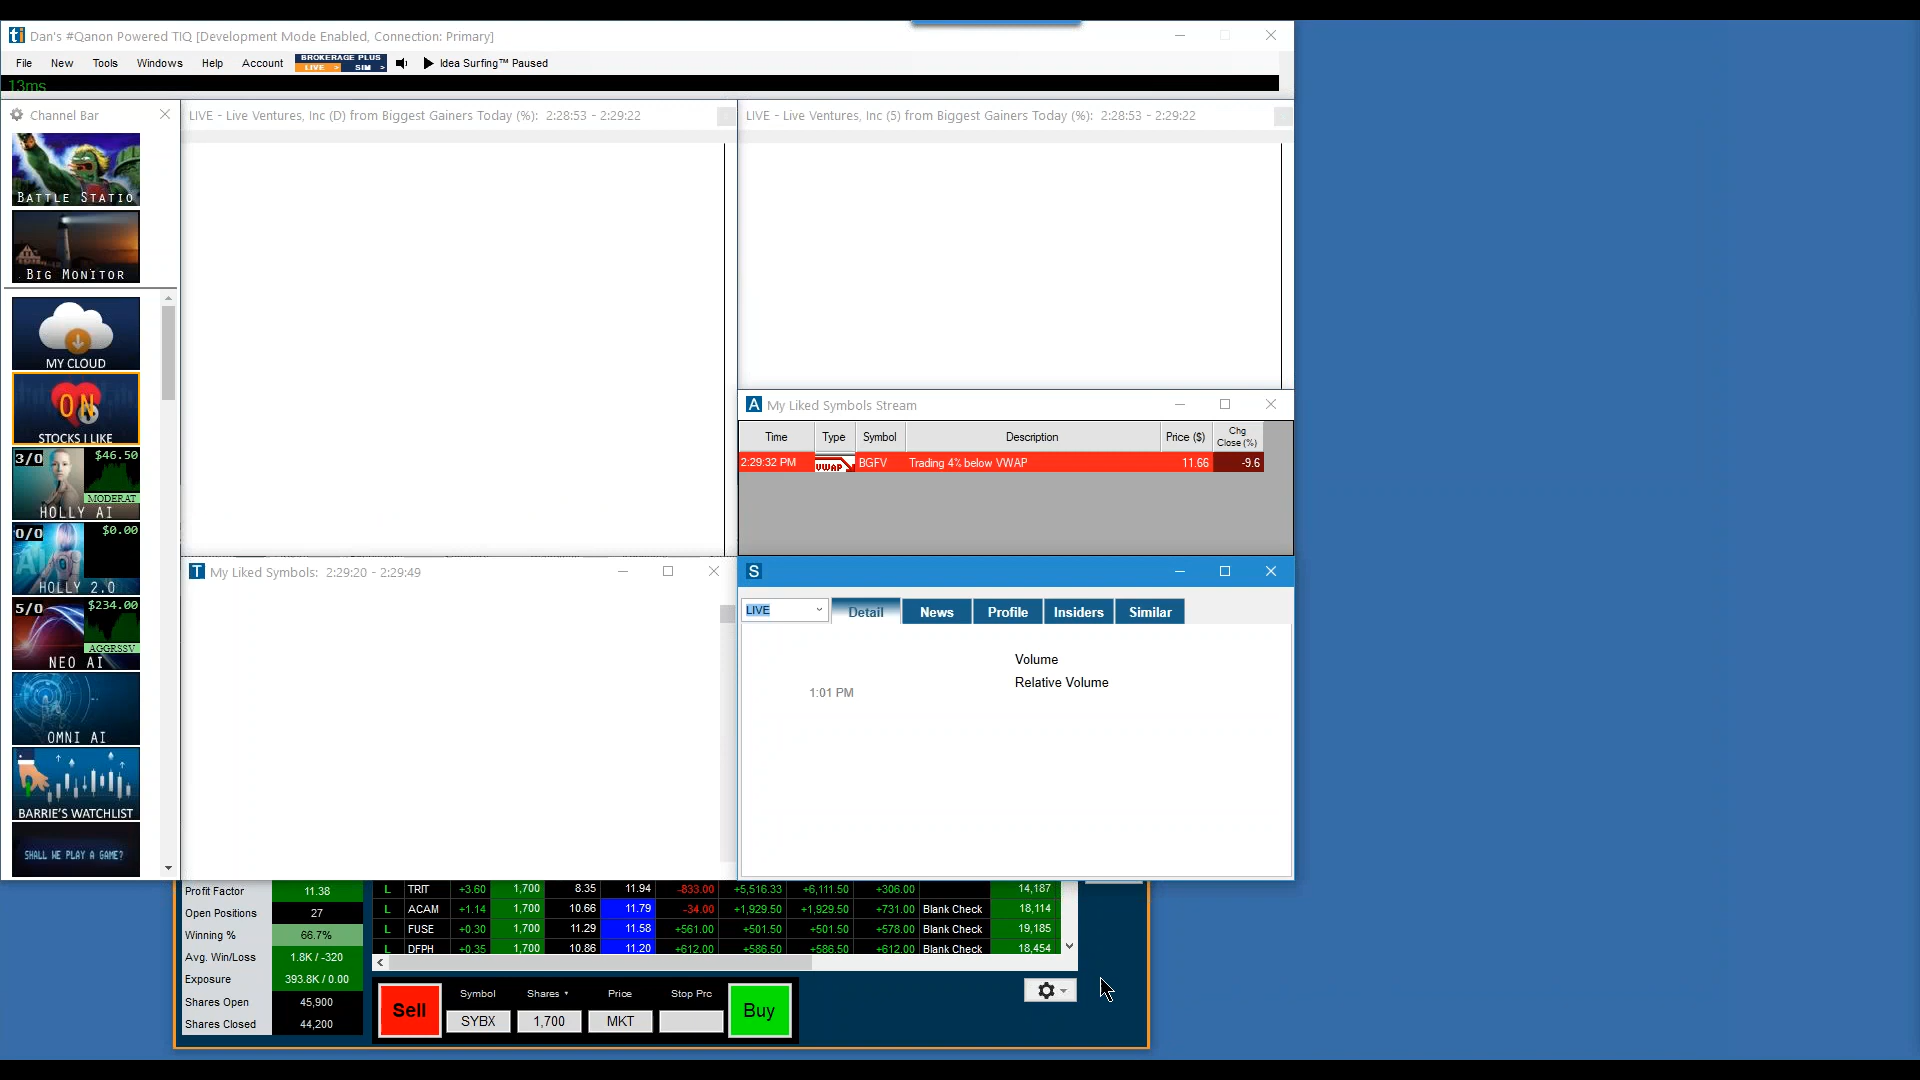 Dan's #Qanon Powered TIQ [Development Mode Enabled, Connection: Primary]
File New Tools Windows Help Account BROKERAGE PLUS LIVE > SIM > Idea Surfing™ Paused
13ms
Channel Bar
LIVE - Live Ventures, Inc (D) from Biggest Gainers Today (%): 2:28:53 - 2:29:22
LIVE - Live Ventures, Inc (5) from Biggest Gainers Today (%): 2:28:53 - 2:29:22
BATTLE STATIO
BIG MONITOR
MY CLOUD
ON
STOCKS I LIKE
3/0 $46.50
MODERAT
HOLLY AI
0/0 $0.00
HOLLY 2.0
5/0 $234.00
AGGRSSV
NEO AI
OMNI AI
BARRIE'S WATCHLIST
SHALL WE PLAY A GAME?
My Liked Symbols Stream
Time Type Symbol Description Price ($) Chg Close (%)
2:29:32 PM VWAP BGFV Trading 4% below VWAP 11.66 -9.6
My Liked Symbols: 2:29:20 - 2:29:49
LIVE Detail News Profile Insiders Similar
Volume
Relative Volume
1:01 PM
Profit Factor 11.38
Open Positions 27
Winning % 66.7%
Avg. Win/Loss 1.8K / -320
Exposure 393.8K / 0.00
Shares Open 45,900
Shares Closed 44,200
L TRIT +3.60 1,700 8.35 11.94 -833.00 +5,516.33 +6,111.50 +306.00 14,187
L ACAM +1.14 1,700 10.66 11.79 -34.00 +1,929.50 +1,929.50 +731.00 Blank Check 18,114
L FUSE +0.30 1,700 11.29 11.58 +561.00 +501.50 +501.50 +578.00 Blank Check 19,185
L DFPH +0.35 1,700 10.86 11.20 +612.00 +586.50 +586.50 +612.00 Blank Check 18,454
Sell Symbol Shares Price Stop Prc Buy
SYBX 1,700 MKT